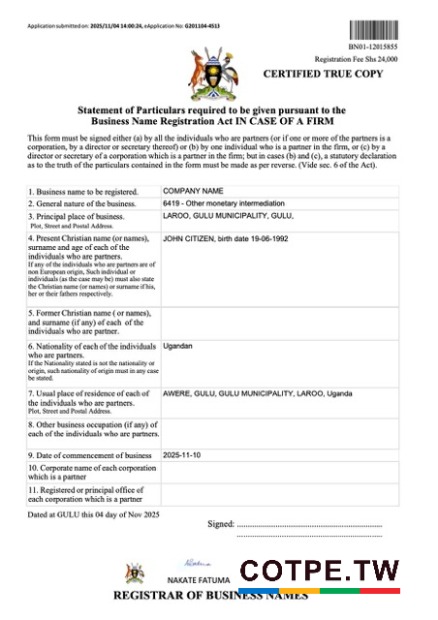 Application submitted on: 2025/11/04 14:00:24, eApplication No: G201104-4513
BN01-12015855
Registration Fee Shs 24,000
CERTIFIED TRUE COPY
Statement of Particulars required to be given pursuant to the
Business Name Registration Act IN CASE OF A FIRM
This form must be signed either (a) by all the individuals who are partners (or if one or more of the partners is a
corporation, by a director or secretary thereof) or (b) by one individual who is a partner in the firm, or (c) by a
director or secretary of a corporation which is a partner in the firm; but in cases (b) and (c), a statutory declaration
as to the truth of the particulars contained in the form must be made as per reverse. (Vide sec. 6 of the Act).
1. Business name to be registered. COMPANY NAME
2. General nature of the business. 6419 - Other monetary intermediation
3. Principal place of business. LAROO, GULU MUNICIPALITY, GULU,
Plot, Street and Postal Address.
4. Present Christian name (or names), JOHN CITIZEN, birth date 19-06-1992
surname and age of each of the
individuals who are partners.
If any of the individuals who are partners are of
non European origin, Such individual or
individuals (as the case may be) must also state
the Christian name (or names) or surname if his,
her or their fathers respectively.
5. Former Christian name ( or names),
and surname (if any) of each of the
individuals who are partner.
6. Nationality of each of the individuals Ugandan
who are partners.
If the Nationality stated is not the nationality or
origin, such nationality of origin must in any case
be stated.
7. Usual place of residence of each of AWERE, GULU, GULU MUNICIPALITY, LAROO, Uganda
the individuals who are partners.
Plot, Street and Postal Address.
8. Other business occupation (if any) of
each of the individuals who are partners.
9. Date of commencement of business 2025-11-10
10. Corporate name of each corporation
which is a partner
11. Registered or principal office of
each corporation which is a partner
Dated at GULU this 04 day of Nov 2025
Signed: ............................................................
............................................................
NAKATE FATUMA
COTPE.TW
REGISTRAR OF BUSINESS NAMES